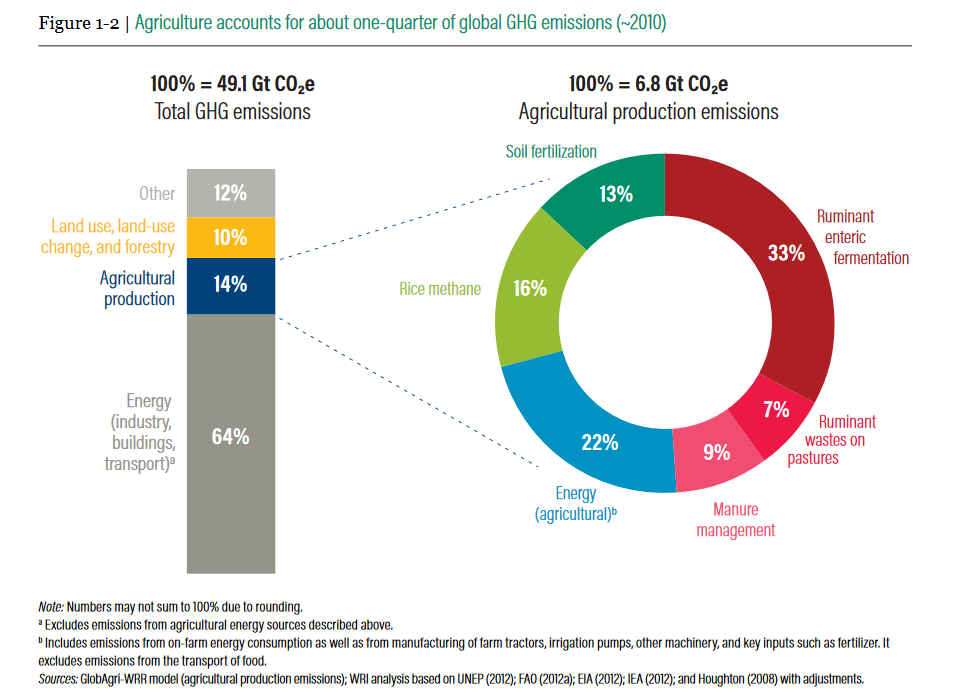 Figure 1-2 | Agriculture accounts for about one-quarter of global GHG emissions (~2010)
100% = 49.1 Gt CO₂e
Total GHG emissions
Other
12%
Land use, land-use
change, and forestry
10%
Agricultural
production
14%
Energy
(industry,
buildings,
transport)ᵃ
64%
100% = 6.8 Gt CO₂e
Agricultural production emissions
Soil fertilization
13%
Ruminant
enteric
fermentation
33%
Rice methane
16%
7%
Ruminant
wastes on
pastures
22%
Energy
(agricultural)ᵇ
9%
Manure
management
Note: Numbers may not sum to 100% due to rounding.
ᵃ Excludes emissions from agricultural energy sources described above.
ᵇ Includes emissions from on-farm energy consumption as well as from manufacturing of farm tractors, irrigation pumps, other machinery, and key inputs such as fertilizer. It
excludes emissions from the transport of food.
Sources: GlobAgri-WRR model (agricultural production emissions); WRI analysis based on UNEP (2012); FAO (2012a); EIA (2012); IEA (2012); and Houghton (2008) with adjustments.